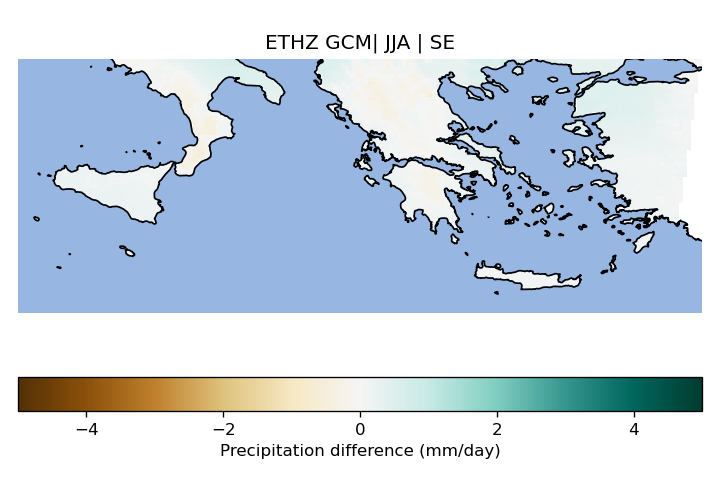 ETHZ GCM| JJA | SE
−4 −2 0 2 4
Precipitation difference (mm/day)